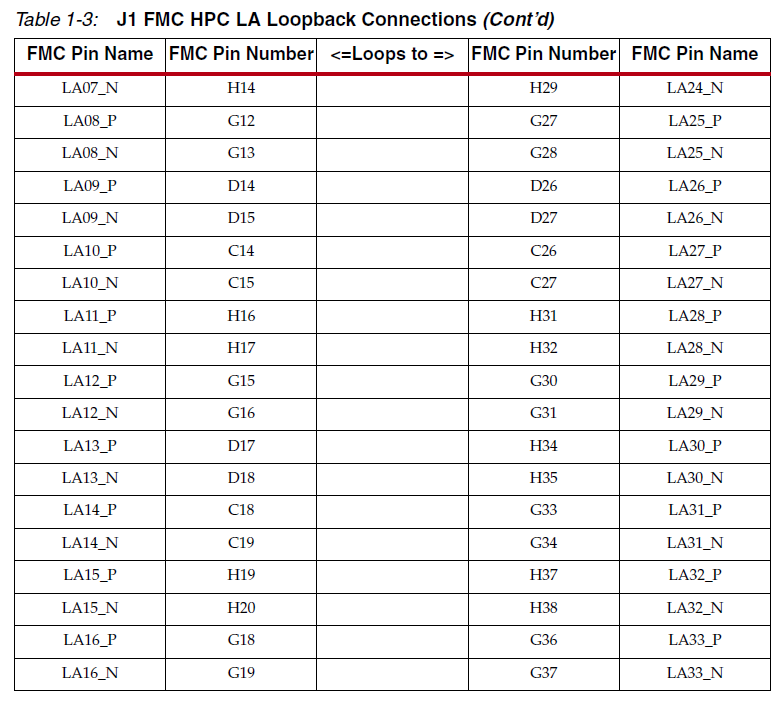 Table 1-3: J1 FMC HPC LA Loopback Connections (Cont'd)
FMC Pin Name FMC Pin Number <=Loops to => FMC Pin Number FMC Pin Name
LA07_N H14 H29 LA24_N
LA08_P G12 G27 LA25_P
LA08_N G13 G28 LA25_N
LA09_P D14 D26 LA26_P
LA09_N D15 D27 LA26_N
LA10_P C14 C26 LA27_P
LA10_N C15 C27 LA27_N
LA11_P H16 H31 LA28_P
LA11_N H17 H32 LA28_N
LA12_P G15 G30 LA29_P
LA12_N G16 G31 LA29_N
LA13_P D17 H34 LA30_P
LA13_N D18 H35 LA30_N
LA14_P C18 G33 LA31_P
LA14_N C19 G34 LA31_N
LA15_P H19 H37 LA32_P
LA15_N H20 H38 LA32_N
LA16_P G18 G36 LA33_P
LA16_N G19 G37 LA33_N